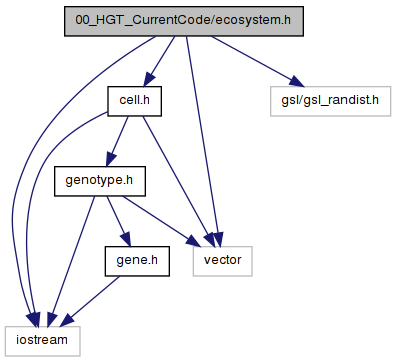 00_HGT_CurrentCode/ecosystem.h
cell.h
gsl/gsl_randist.h
genotype.h
gene.h
vector
iostream